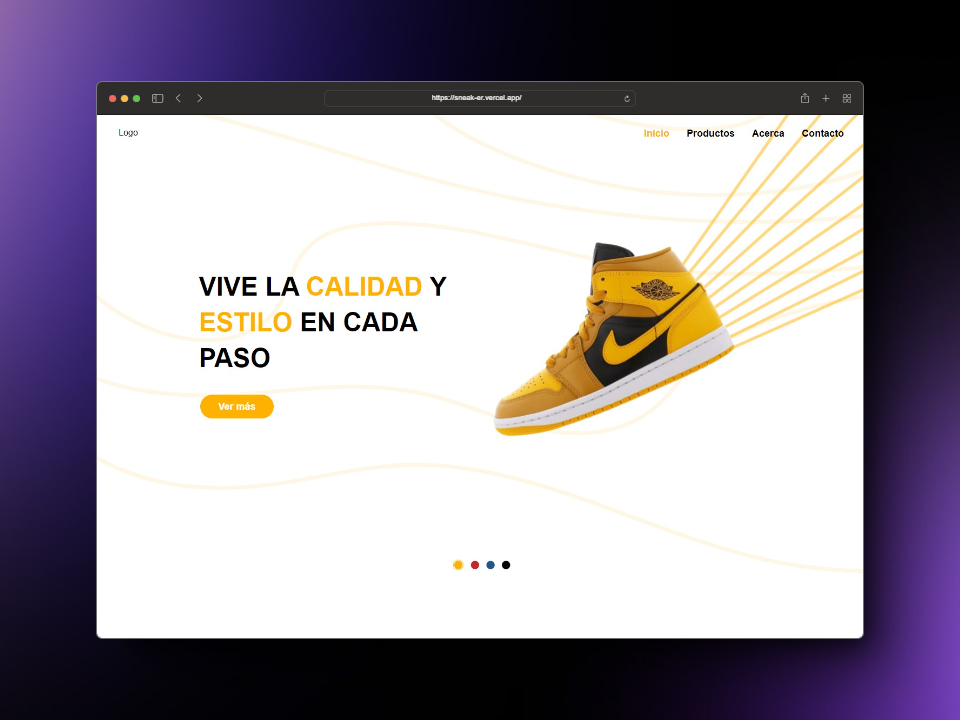 https://sneak-er.vercel.app/
Logo
Inicio Productos Acerca Contacto
VIVE LA CALIDAD Y
ESTILO EN CADA
PASO
Ver más